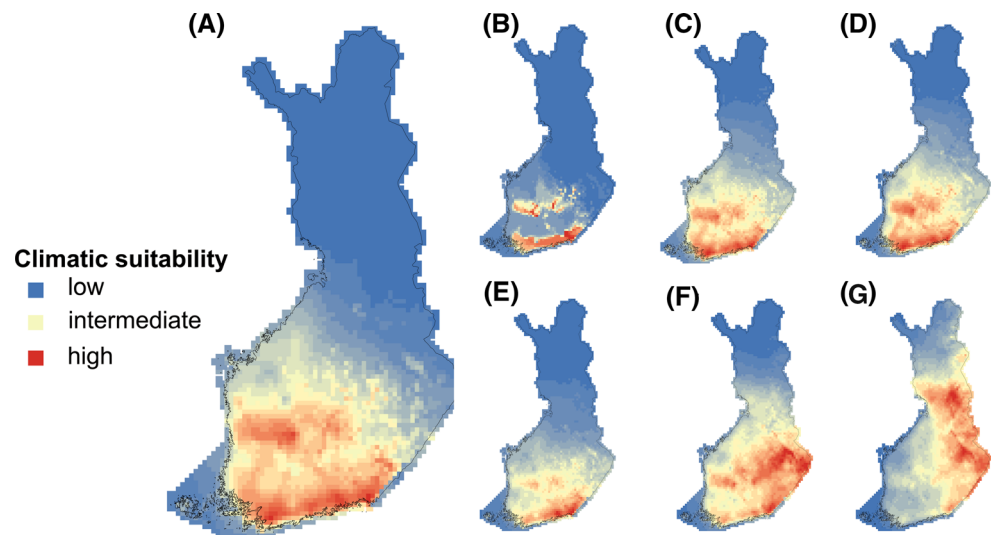 (A)
(B)
(C)
(D)
Climatic suitability
low
intermediate
high
(E)
(F)
(G)